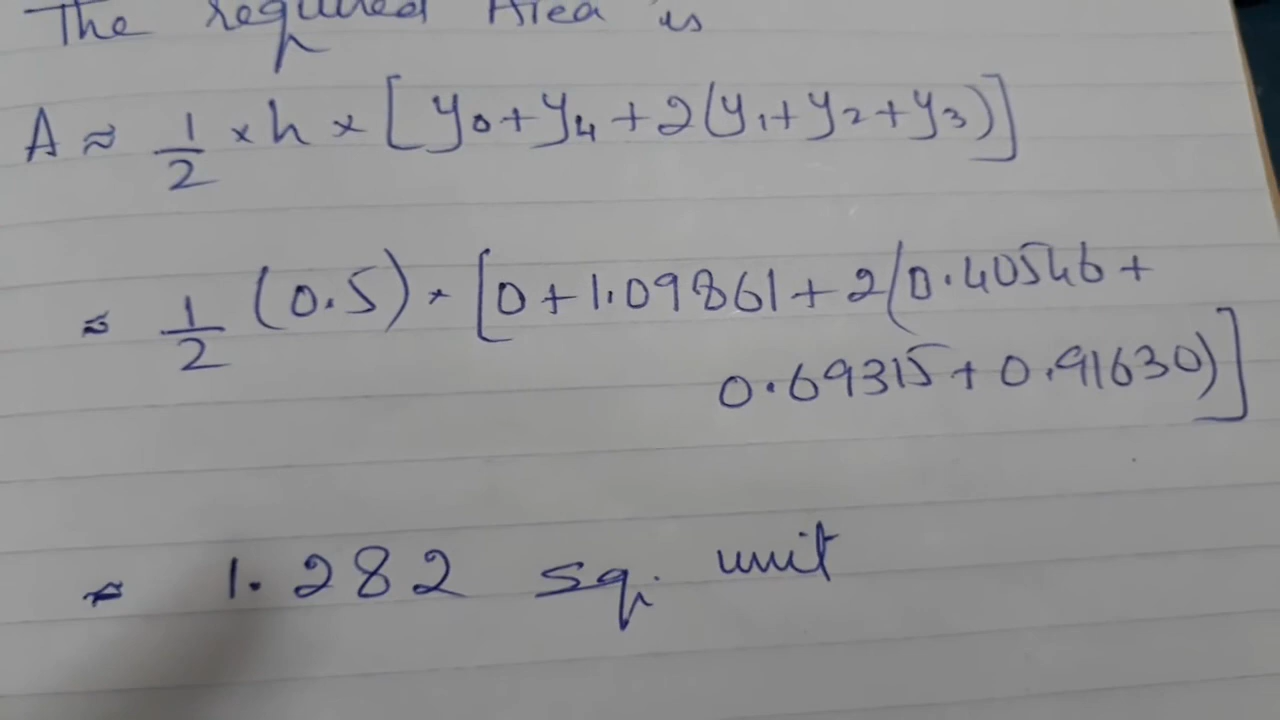 The required Area is
A ≈ 1/2 × h × [y₀ + y₄ + 2(y₁ + y₂ + y₃)]
≈ 1/2 (0.5) × [0 + 1.09861 + 2(0.40546 +
0.69315 + 0.91630)]
≈ 1.282 sq. unit